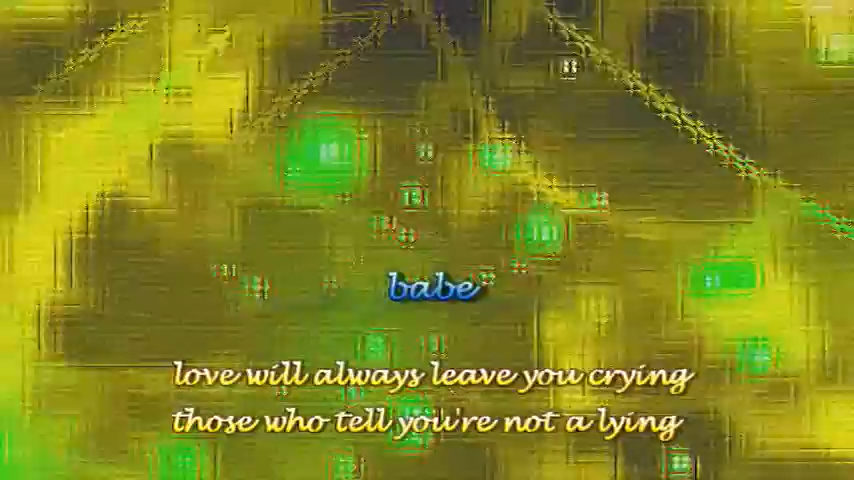 babe
love will always leave you crying
those who tell you're not a lying